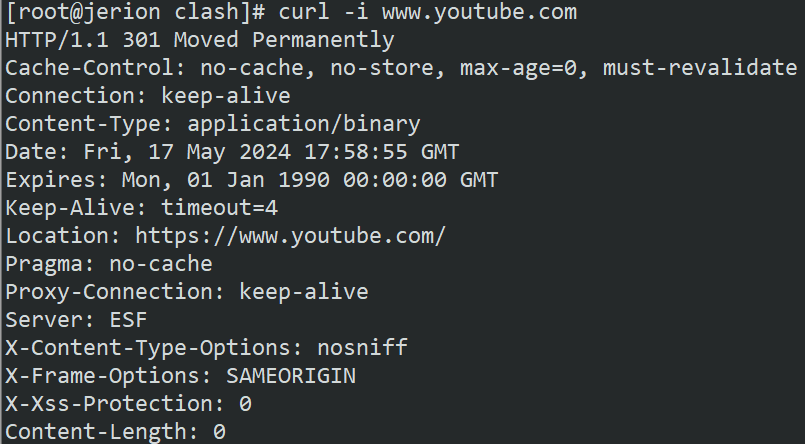 [root@jerion clash]# curl -i www.youtube.com
HTTP/1.1 301 Moved Permanently
Cache-Control: no-cache, no-store, max-age=0, must-revalidate
Connection: keep-alive
Content-Type: application/binary
Date: Fri, 17 May 2024 17:58:55 GMT
Expires: Mon, 01 Jan 1990 00:00:00 GMT
Keep-Alive: timeout=4
Location: https://www.youtube.com/
Pragma: no-cache
Proxy-Connection: keep-alive
Server: ESF
X-Content-Type-Options: nosniff
X-Frame-Options: SAMEORIGIN
X-Xss-Protection: 0
Content-Length: 0